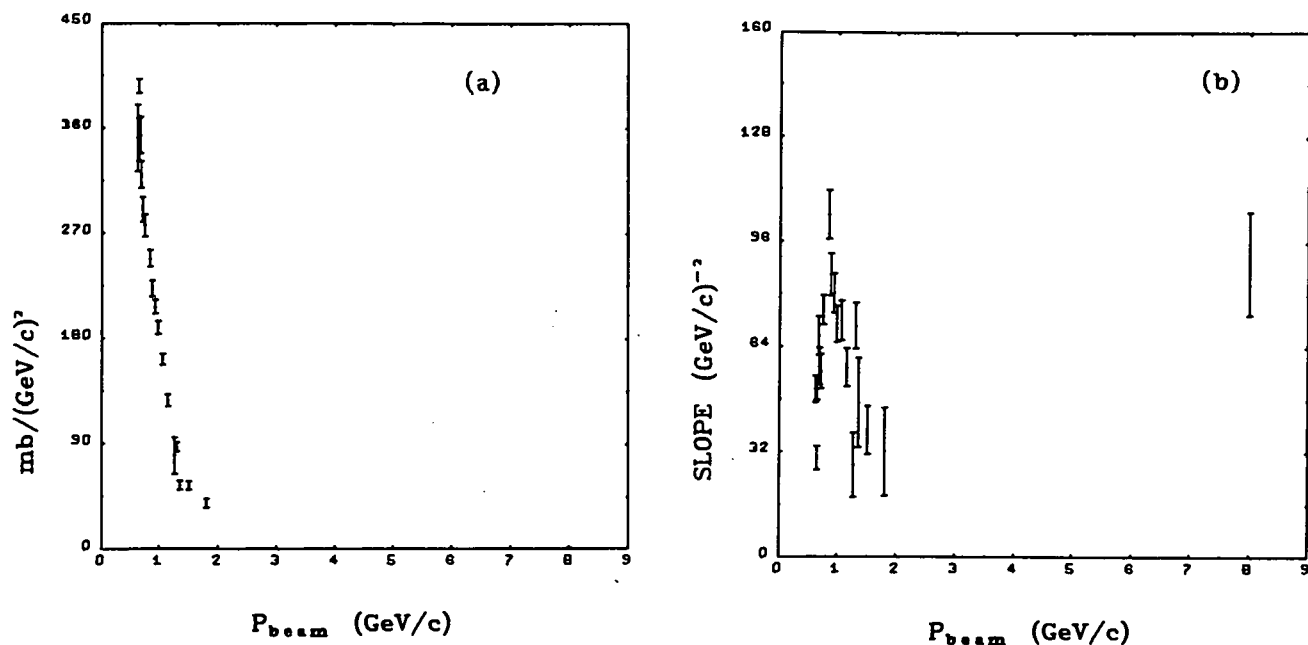 (a)
mb/(GeV/c)²
450
360
270
180
90
0
0 1 2 3 4 5 6 7 8 9
P_beam (GeV/c)
(b)
SLOPE (GeV/c)⁻²
160
128
96
64
32
0
0 1 2 3 4 5 6 7 8 9
P_beam (GeV/c)